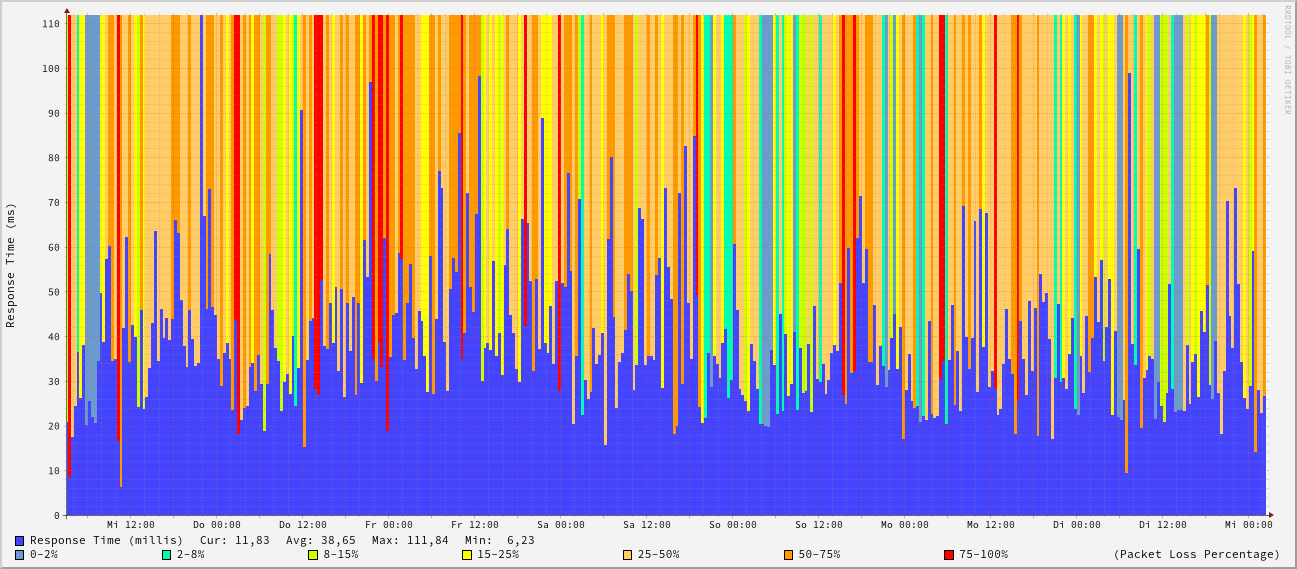 RRDTOOL / TOBI OETIKER
Response Time (ms)
110
100
90
80
70
60
50
40
30
20
10
0
Mi 12:00 Do 00:00 Do 12:00 Fr 00:00 Fr 12:00 Sa 00:00 Sa 12:00 So 00:00 So 12:00 Mo 00:00 Mo 12:00 Di 00:00 Di 12:00 Mi 00:00
Response Time (millis) Cur: 11,83 Avg: 38,65 Max: 111,84 Min: 6,23
0-2% 2-8% 8-15% 15-25% 25-50% 50-75% 75-100% (Packet Loss Percentage)